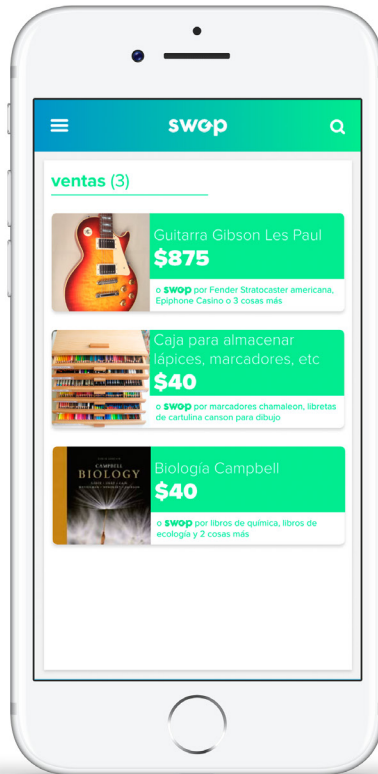 swop
ventas (3)
Guitarra Gibson Les Paul
$875
o swop por Fender Stratocaster americana,
Epiphone Casino o 3 cosas más
Caja para almacenar
lápices, marcadores, etc
$40
o swop por marcadores chamaleon, libretas
de cartulina canson para dibujo
CAMPBELL
BIOLOGY
Biología Campbell
$40
o swop por libros de química, libros de
ecología y 2 cosas más